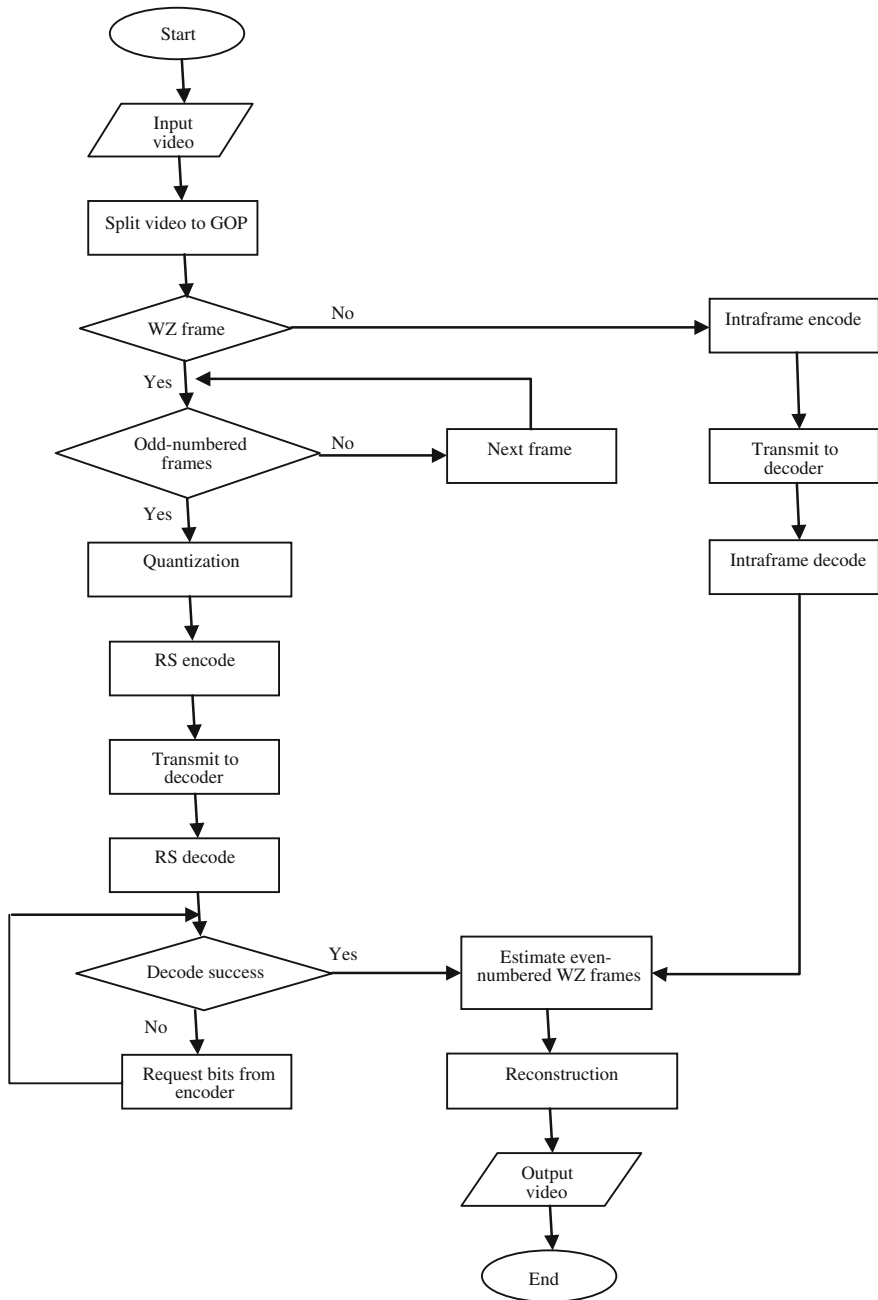 Start
Input
video
Split video to GOP
WZ frame
No
Intraframe encode
Yes
Odd-numbered
frames
No
Next frame
Transmit to
decoder
Yes
Quantization
Intraframe decode
RS encode
Transmit to
decoder
RS decode
Decode success
Yes
Estimate even-
numbered WZ frames
No
Request bits from
encoder
Reconstruction
Output
video
End